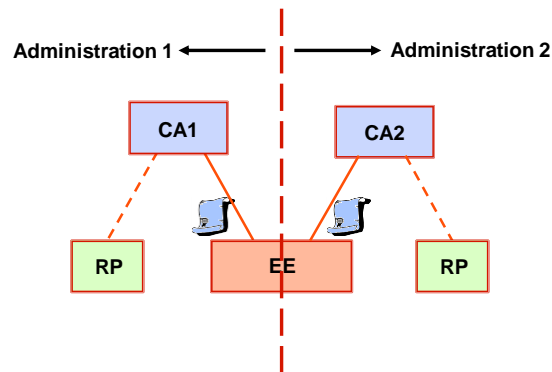 Administration 1
Administration 2
CA1
CA2
RP
EE
RP